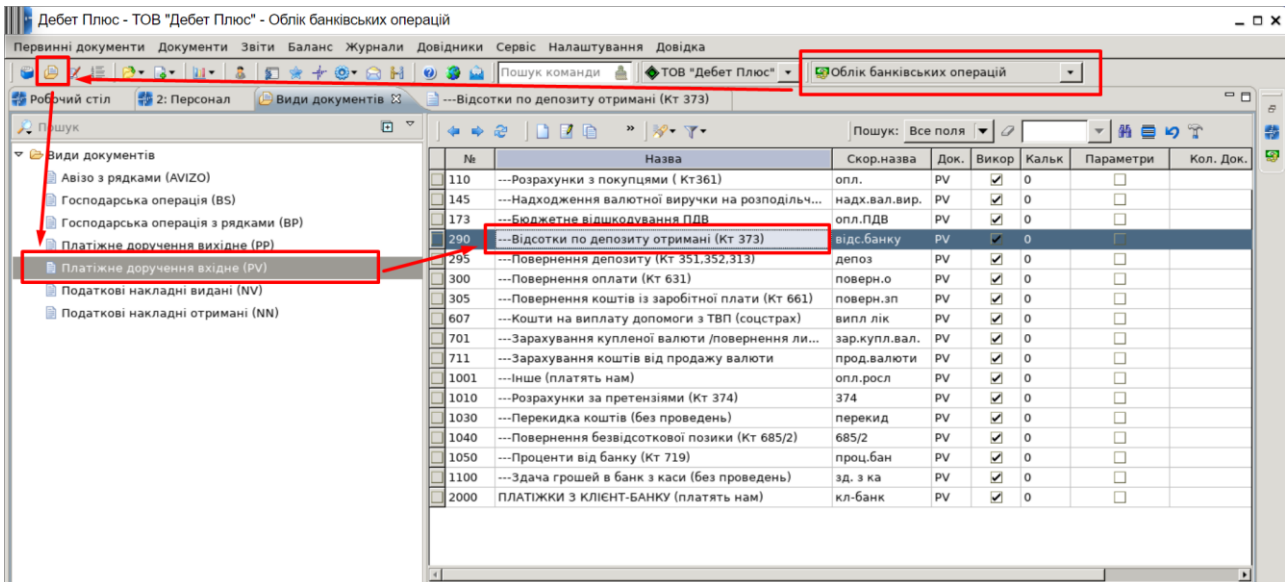 Дебет Плюс - ТОВ "Дебет Плюс" - Облік банківських операцій
Первинні документи Документи Звіти Баланс Журнали Довідники Сервіс Налаштування Довідка
Пошук команди ТОВ "Дебет Плюс" Облік банківських операцій
Робочий стіл 2: Персонал Види документів ---Відсотки по депозиту отримані (Кт 373)
Пошук Пошук: Все поля
Види документів
Авізо з рядками (AVIZO)
Господарська операція (BS)
Господарська операція з рядками (BP)
Платіжне доручення вихідне (PP)
Платіжне доручення вхідне (PV)
Податкові накладні видані (NV)
Податкові накладні отримані (NN)
№ Назва Скор.назва Док. Викор Кальк Параметри Кол. Док.
110 ---Розрахунки з покупцями ( Кт361) опл. PV 0
145 ---Надходження валютної виручки на розподільч... надх.вал.вир. PV 0
173 ---Бюджетне відшкодування ПДВ опл.ПДВ PV 0
290 ---Відсотки по депозиту отримані (Кт 373) відс.банку PV 0
295 ---Повернення депозиту (Кт 351,352,313) депоз PV 0
300 ---Повернення оплати (Кт 631) поверн.о PV 0
305 ---Повернення коштів із заробітної плати (Кт 661) поверн.зп PV 0
607 ---Кошти на виплату допомоги з ТВП (соцстрах) випл лік PV 0
701 ---Зарахування купленої валюти /повернення ли... зар.купл.вал. PV 0
711 ---Зарахування коштів від продажу валюти прод.валюти PV 0
1001 ---Інше (платять нам) опл.росл PV 0
1010 ---Розрахунки за претензіями (Кт 374) 374 PV 0
1030 ---Перекидка коштів (без проведень) перекид PV 0
1040 ---Повернення безвідсоткової позики (Кт 685/2) 685/2 PV 0
1050 ---Проценти від банку (Кт 719) проц.бан PV 0
1100 ---Здача грошей в банк з каси (без проведень) зд. з ка PV 0
2000 ПЛАТІЖКИ З КЛІЄНТ-БАНКУ (платять нам) кл-банк PV 0